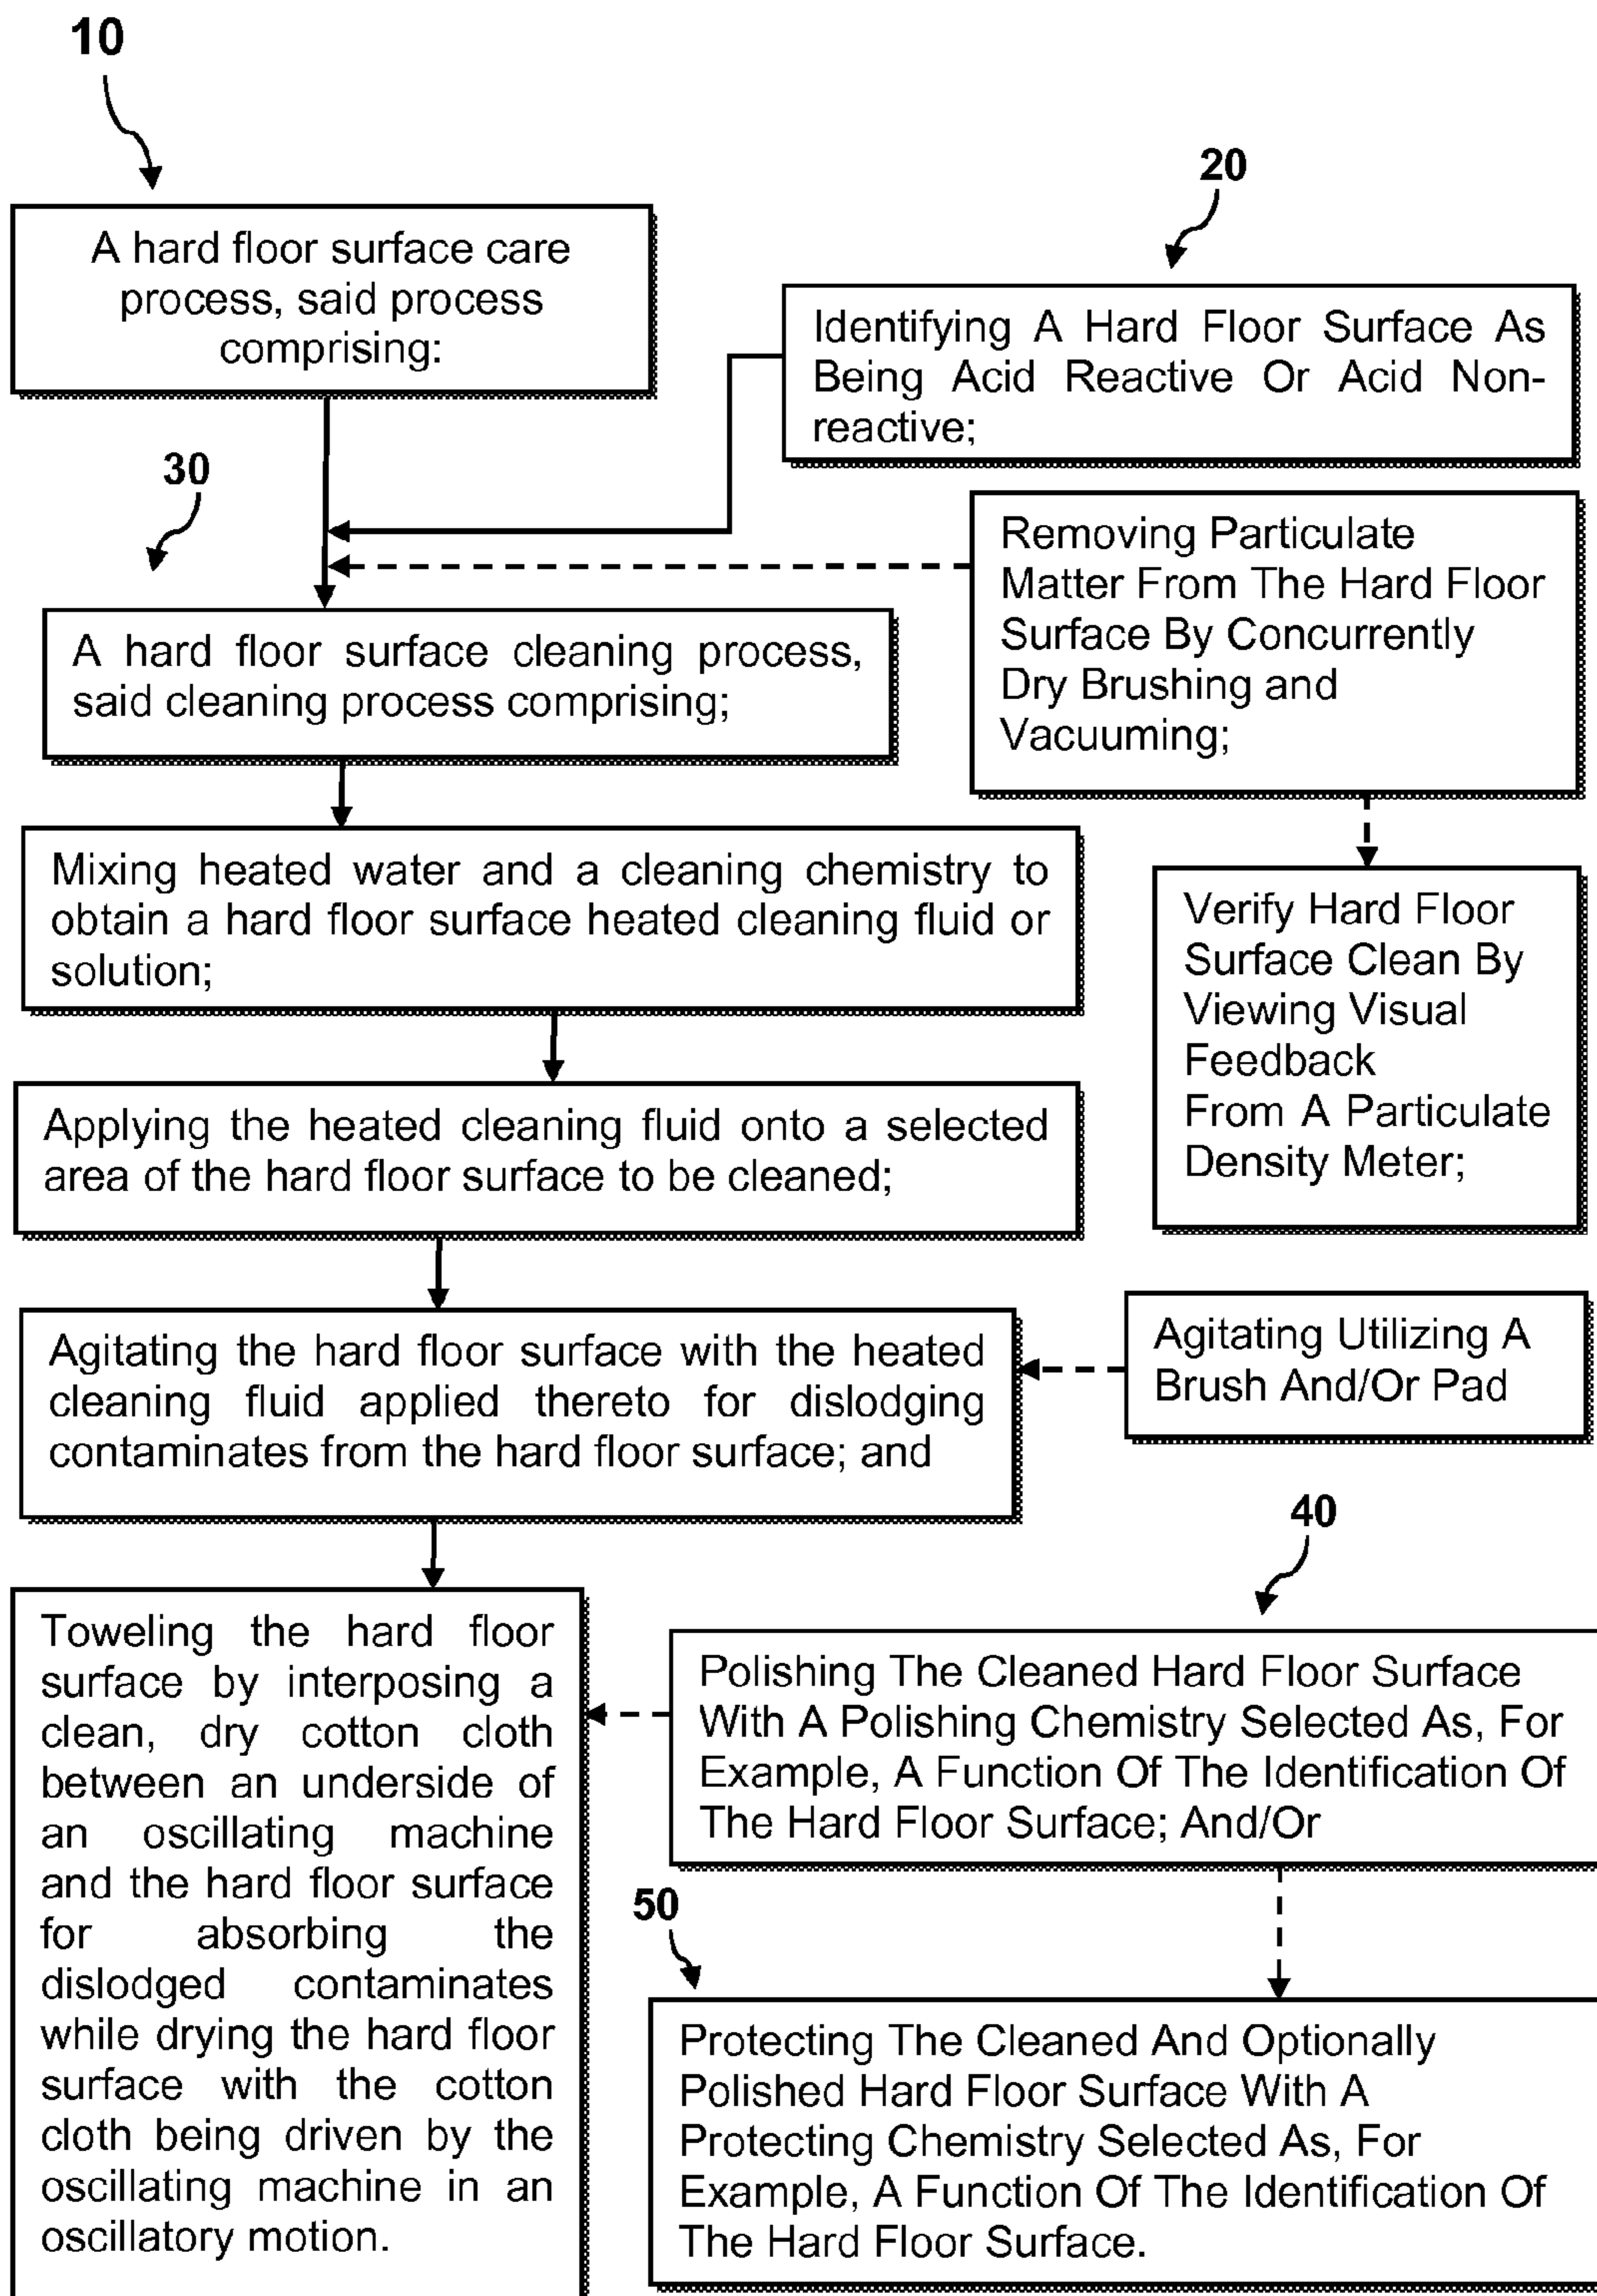 10
A hard floor surface care
process, said process
comprising:
20
Identifying A Hard Floor Surface As
Being Acid Reactive Or Acid Non-
reactive;
30
Removing Particulate
Matter From The Hard Floor
Surface By Concurrently
Dry Brushing and
Vacuuming;
A hard floor surface cleaning process,
said cleaning process comprising;
Mixing heated water and a cleaning chemistry to
obtain a hard floor surface heated cleaning fluid or
solution;
Verify Hard Floor
Surface Clean By
Viewing Visual
Feedback
From A Particulate
Density Meter;
Applying the heated cleaning fluid onto a selected
area of the hard floor surface to be cleaned;
Agitating the hard floor surface with the heated
cleaning fluid applied thereto for dislodging
contaminates from the hard floor surface; and
Agitating Utilizing A
Brush And/Or Pad
Toweling the hard floor
surface by interposing a
clean, dry cotton cloth
between an underside of
an oscillating machine
and the hard floor surface
for absorbing the
dislodged contaminates
while drying the hard floor
surface with the cotton
cloth being driven by the
oscillating machine in an
oscillatory motion.
40
Polishing The Cleaned Hard Floor Surface
With A Polishing Chemistry Selected As, For
Example, A Function Of The Identification Of
The Hard Floor Surface; And/Or
50
Protecting The Cleaned And Optionally
Polished Hard Floor Surface With A
Protecting Chemistry Selected As, For
Example, A Function Of The Identification Of
The Hard Floor Surface.